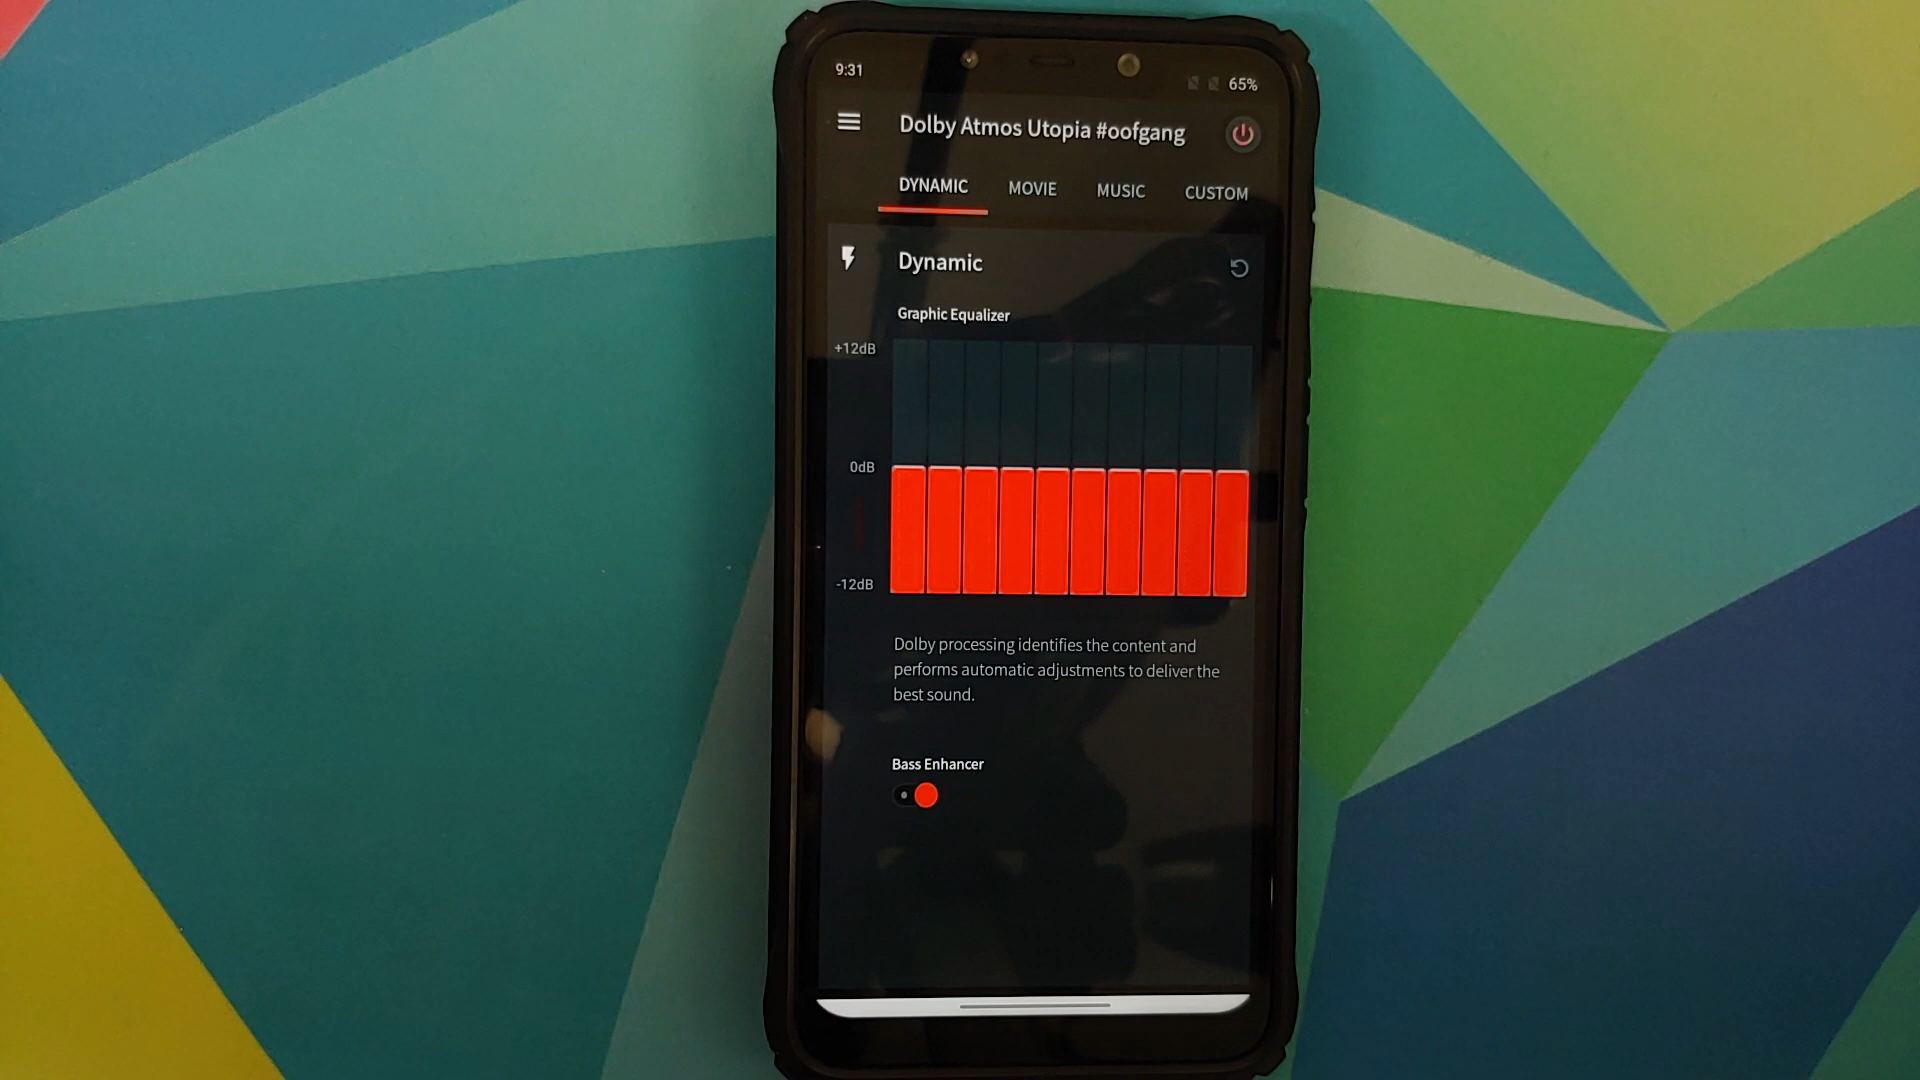 9:31
65%
Dolby Atmos Utopia #oofgang
DYNAMIC MOVIE MUSIC CUSTOM
Dynamic
Graphic Equalizer
+12dB
0dB
-12dB
Dolby processing identifies the content and
performs automatic adjustments to deliver the
best sound.
Bass Enhancer